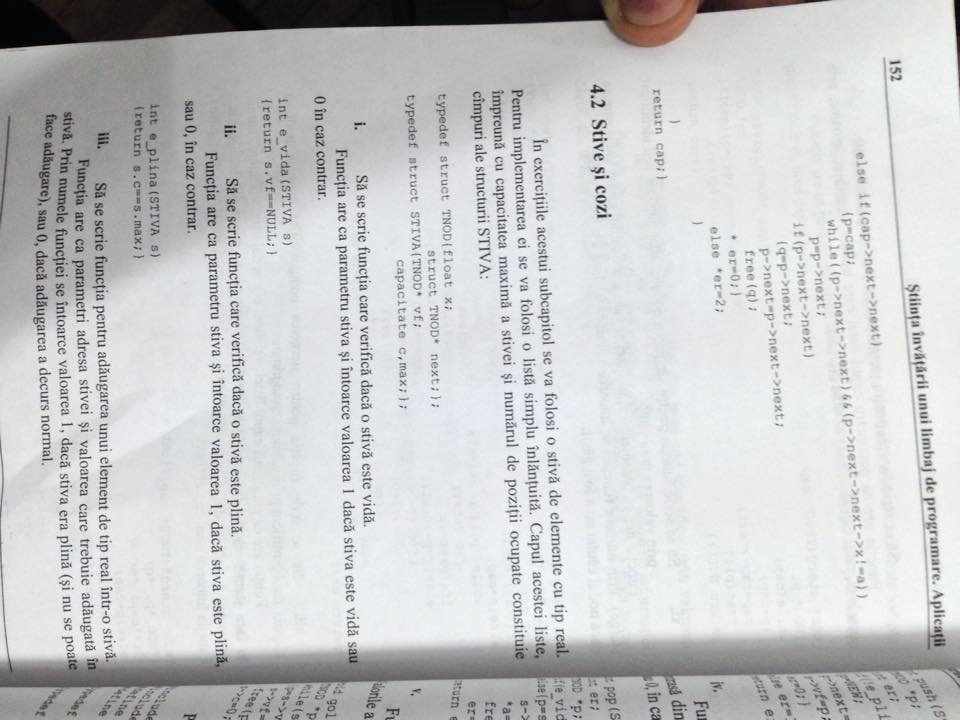 152
Știința învățării unui limbaj de programare. Aplicații
else if(cap->next->next)
{p=cap;
while((p->next->next)&&(p->next->next->x!=a))
p=p->next;
if(p->next->next)
{q=p->next;
p->next=p->next->next;
free(q);
* er=0;}
else *er=2;
}
}
return cap;}
4.2 Stive și cozi
În exercițiile acestui subcapitol se va folosi o stivă de elemente cu tip real.
Pentru implementarea ei se va folosi o listă simplu înlănțuită. Capul acestei liste,
împreună cu capacitatea maximă a stivei și numărul de poziții ocupate constituie
cîmpuri ale structurii STIVA:
typedef struct TNOD{float x;
struct TNOD* next;};
typedef struct STIVA{TNOD* vf;
capacitate c,max;};
i. Să se scrie funcția care verifică dacă o stivă este vidă.
Funcția are ca parametru stiva și întoarce valoarea 1 dacă stiva este vidă sau
0 în caz contrar.
int e_vida(STIVA s)
{return s.vf==NULL;}
ii. Să se scrie funcția care verifică dacă o stivă este plină.
Funcția are ca parametru stiva și întoarce valoarea 1, dacă stiva este plină,
sau 0, în caz contrar.
int e_plina(STIVA s)
{return s.c==s.max;}
iii. Să se scrie funcția pentru adăugarea unui element de tip real într-o stivă.
Funcția are ca parametri adresa stivei și valoarea care trebuie adăugată în
stivă. Prin numele funcției se întoarce valoarea 1, dacă stiva era plină (și nu se poate
face adăugare), sau 0, dacă adăugarea a decurs normal.
iv.
v.